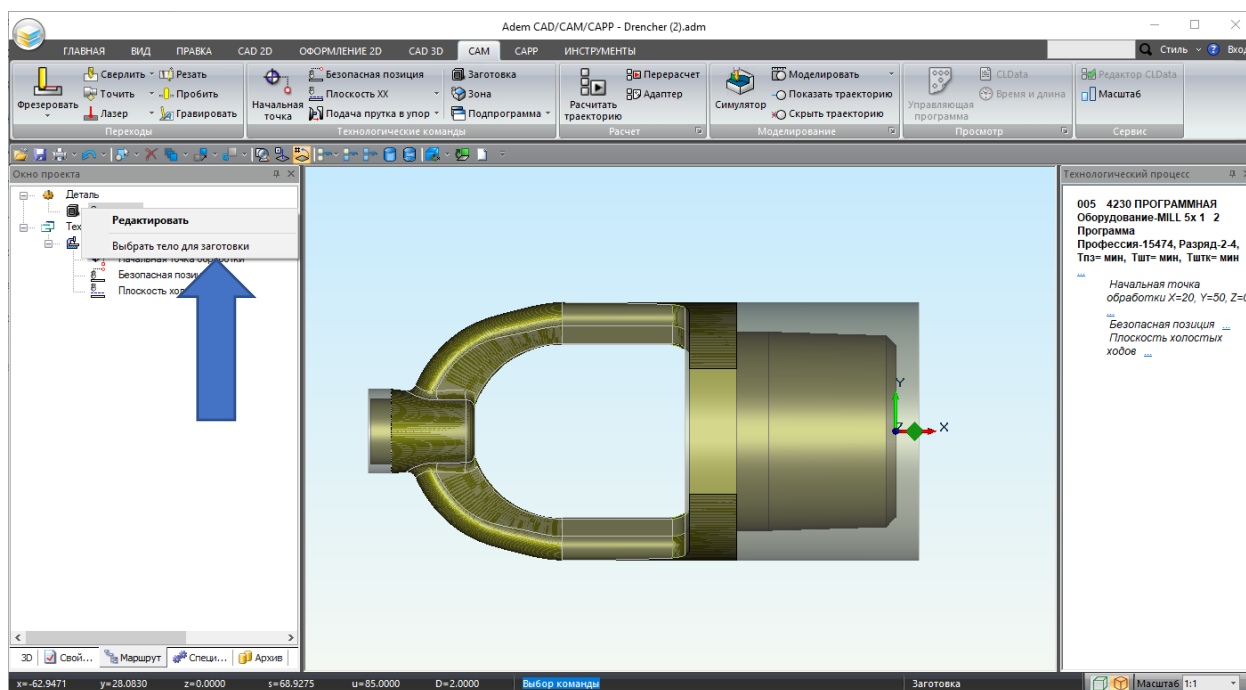 Adem CAD/CAM/CAPP - Drencher (2).adm
ГЛАВНАЯ ВИД ПРАВКА CAD 2D ОФОРМЛЕНИЕ 2D CAD 3D CAM CAPP ИНСТРУМЕНТЫ Стиль Вход
Фрезеровать
Сверлить Резать
Точить Пробить
Лазер Гравировать
Переходы
Начальная точка
Безопасная позиция Заготовка
Плоскость XX Зона
Подача прутка в упор Подпрограмма
Технологические команды
Расчитать траекторию
Перерасчет
Адаптер
Расчет
Симулятор
Моделировать
Показать траекторию
Скрыть траекторию
Моделирование
Управляющая программа
CLData
Время и длина
Просмотр
Редактор CLData
Масштаб
Сервис
Окно проекта
Деталь
Тех
Редактировать
Выбрать тело для заготовки
Начальная точка обработки
Безопасная пози
Плоскость хол
Y
Z
X
Технологический процесс
005 4230 ПРОГРАММНАЯ
Оборудование-MILL 5x 1 2
Программа
Профессия-15474, Разряд-2-4,
Тпз= мин, Тшт= мин, Тштк= мин
...
Начальная точка
обработки X=20, Y=50, Z=0
...
Безопасная позиция ...
Плоскость холостых
ходов ...
3D Свой... Маршрут Специ... Архив
x=-62.9471 y=28.0830 z=0.0000 s=68.9275 u=85.0000 D=2.0000 Выбор команды Заготовка Масштаб 1:1